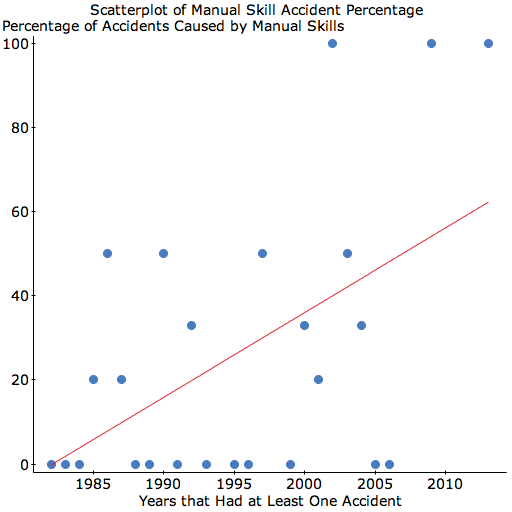 Scatterplot of Manual Skill Accident Percentage
Percentage of Accidents Caused by Manual Skills
100
80
60
40
20
0
1985 1990 1995 2000 2005 2010
Years that Had at Least One Accident